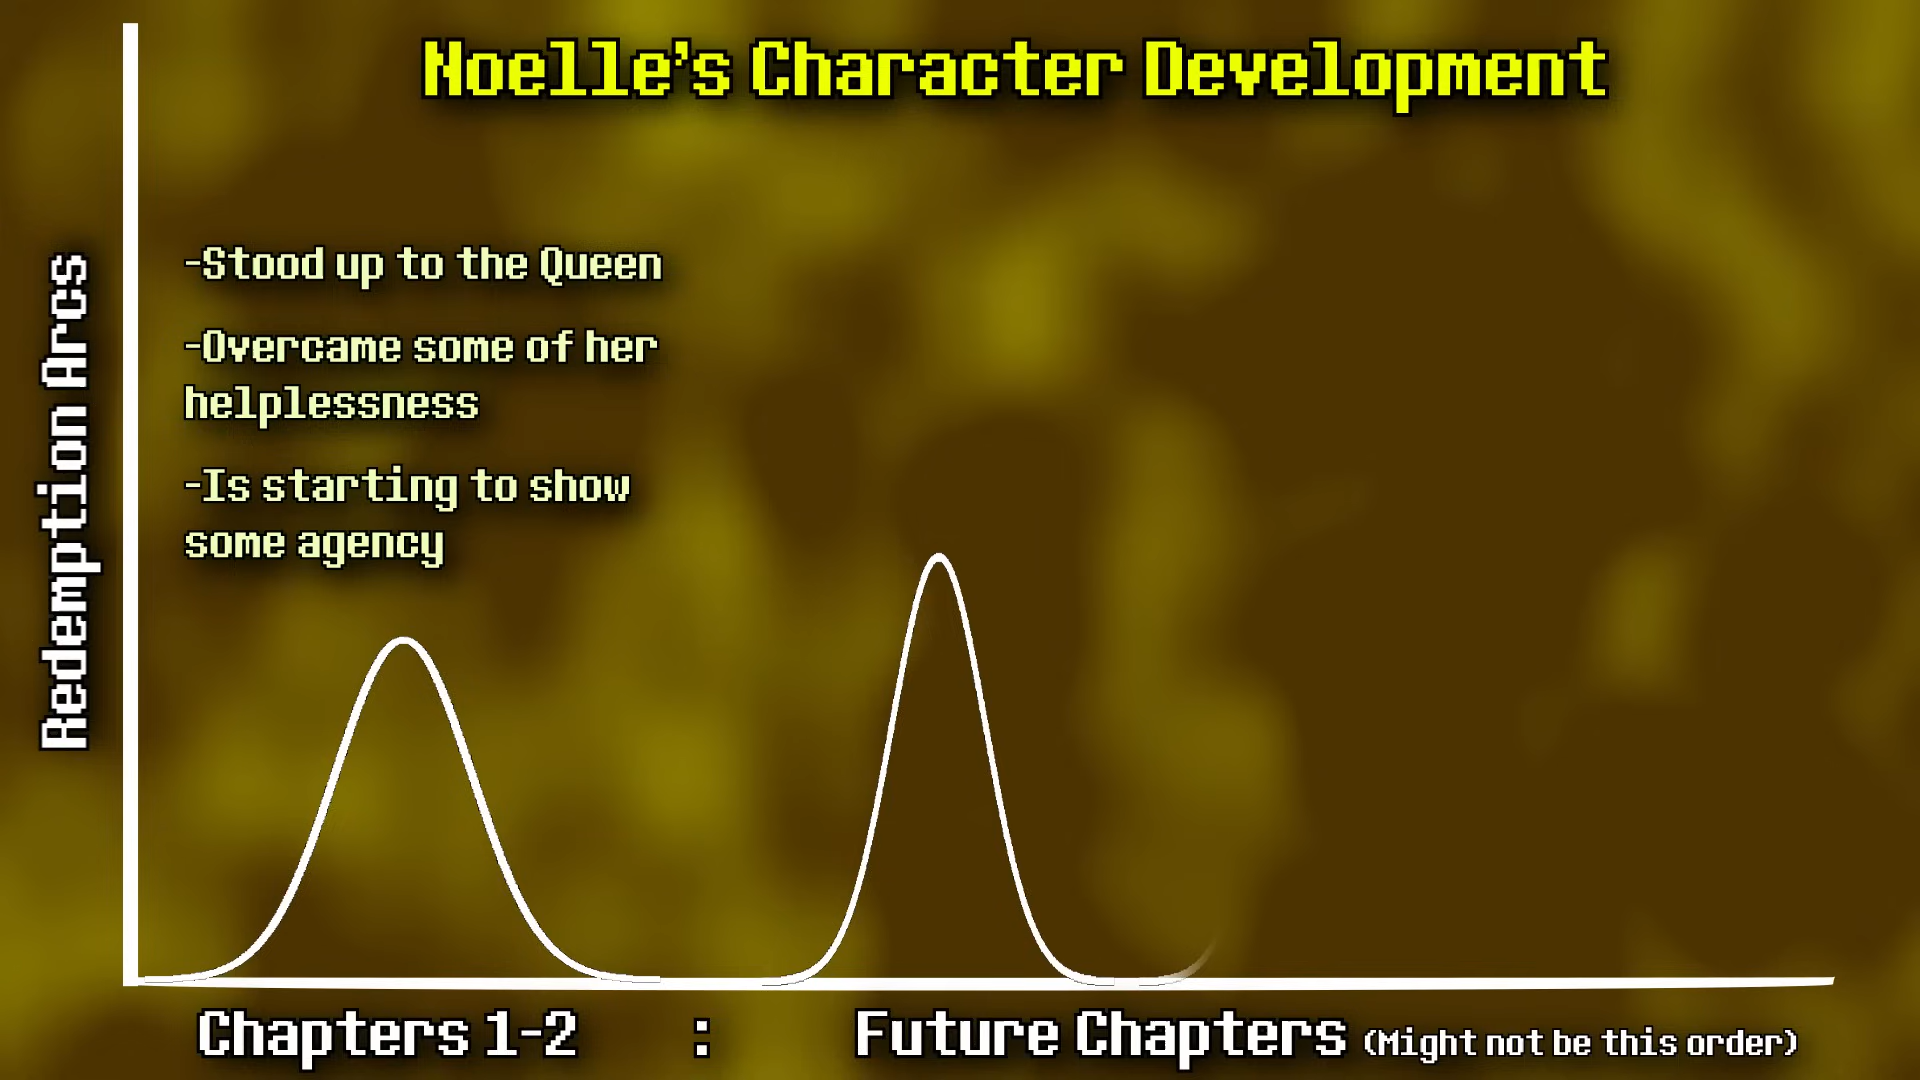 Noelle's Character Development
-Stood up to the Queen
-Overcame some of her
helplessness
-Is starting to show
some agency
Redemption Arcs
Chapters 1-2 : Future Chapters (Might not be this order)